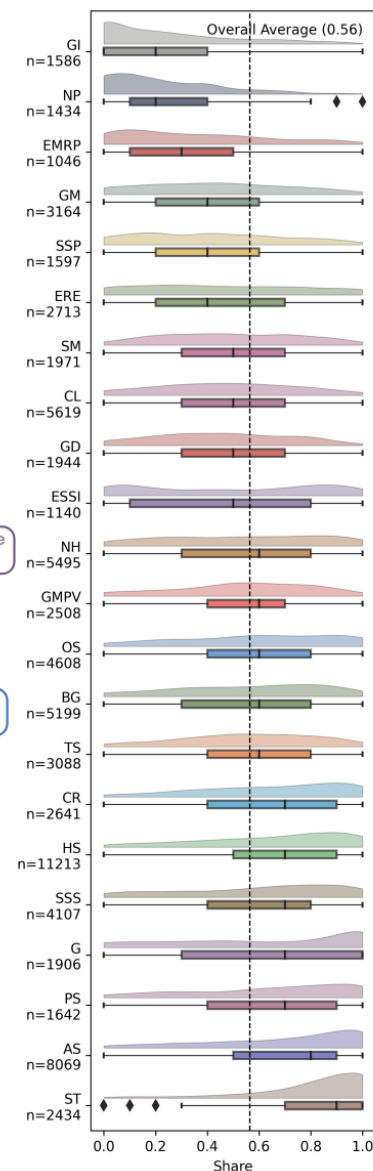 Overall Average (0.56)
GI
n=1586
NP
n=1434
EMRP
n=1046
GM
n=3164
SSP
n=1597
ERE
n=2713
SM
n=1971
CL
n=5619
GD
n=1944
ESSI
n=1140
e
NH
n=5495
GMPV
n=2508
OS
n=4608
BG
n=5199
TS
n=3088
CR
n=2641
HS
n=11213
SSS
n=4107
G
n=1906
PS
n=1642
AS
n=8069
ST
n=2434
0.0 0.2 0.4 0.6 0.8 1.0
Share